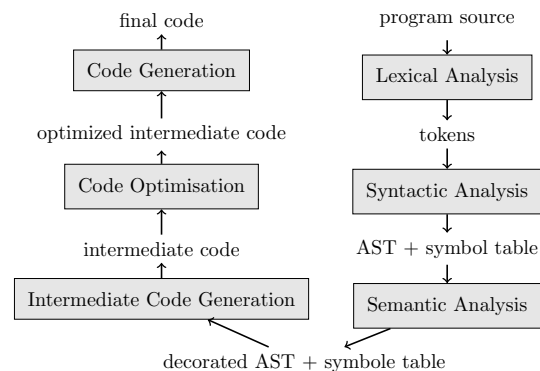 program source
Lexical Analysis
tokens
Syntactic Analysis
AST + symbol table
Semantic Analysis
decorated AST + symbole table
Intermediate Code Generation
intermediate code
Code Optimisation
optimized intermediate code
Code Generation
final code